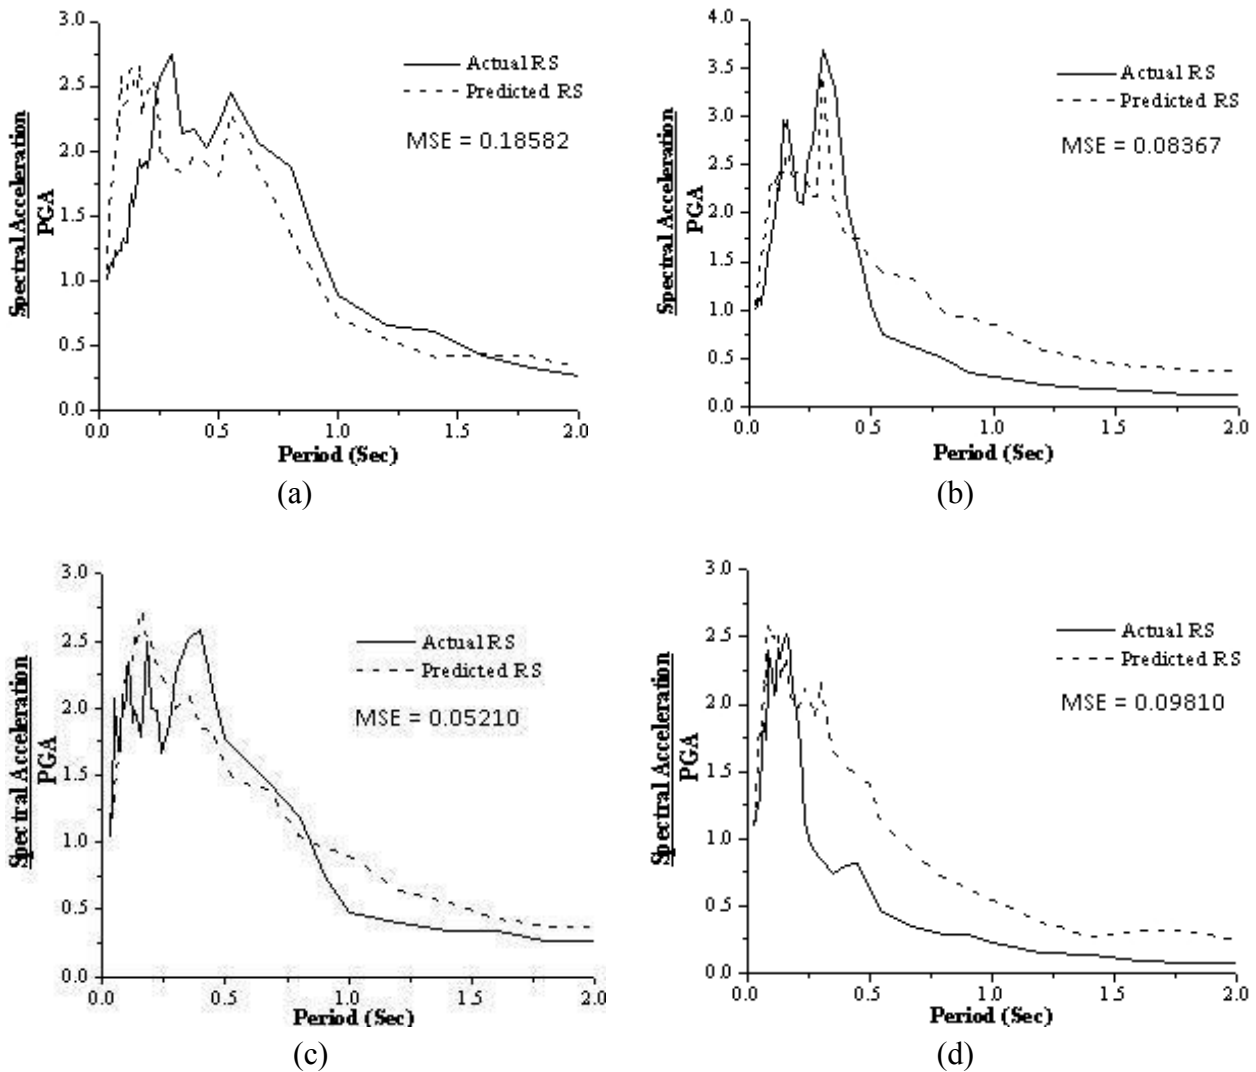 3.0
2.5
2.0
1.5
1.0
0.5
0.0
Spectral Acceleration
PGA
Actual RS
Predicted RS
MSE = 0.18582
0.0 0.5 1.0 1.5 2.0
Period (Sec)
(a)
4.0
3.5
3.0
2.5
2.0
1.5
1.0
0.5
0.0
Spectral Acceleration
PGA
Actual RS
Predicted RS
MSE = 0.08367
0.0 0.5 1.0 1.5 2.0
Period (Sec)
(b)
3.0
2.5
2.0
1.5
1.0
0.5
0.0
Spectral Acceleration
PGA
Actual RS
Predicted RS
MSE = 0.05210
0.0 0.5 1.0 1.5 2.0
Period (Sec)
(c)
3.0
2.5
2.0
1.5
1.0
0.5
0.0
Spectral Acceleration
PGA
Actual RS
Predicted RS
MSE = 0.09810
0.0 0.5 1.0 1.5 2.0
Period (Sec)
(d)